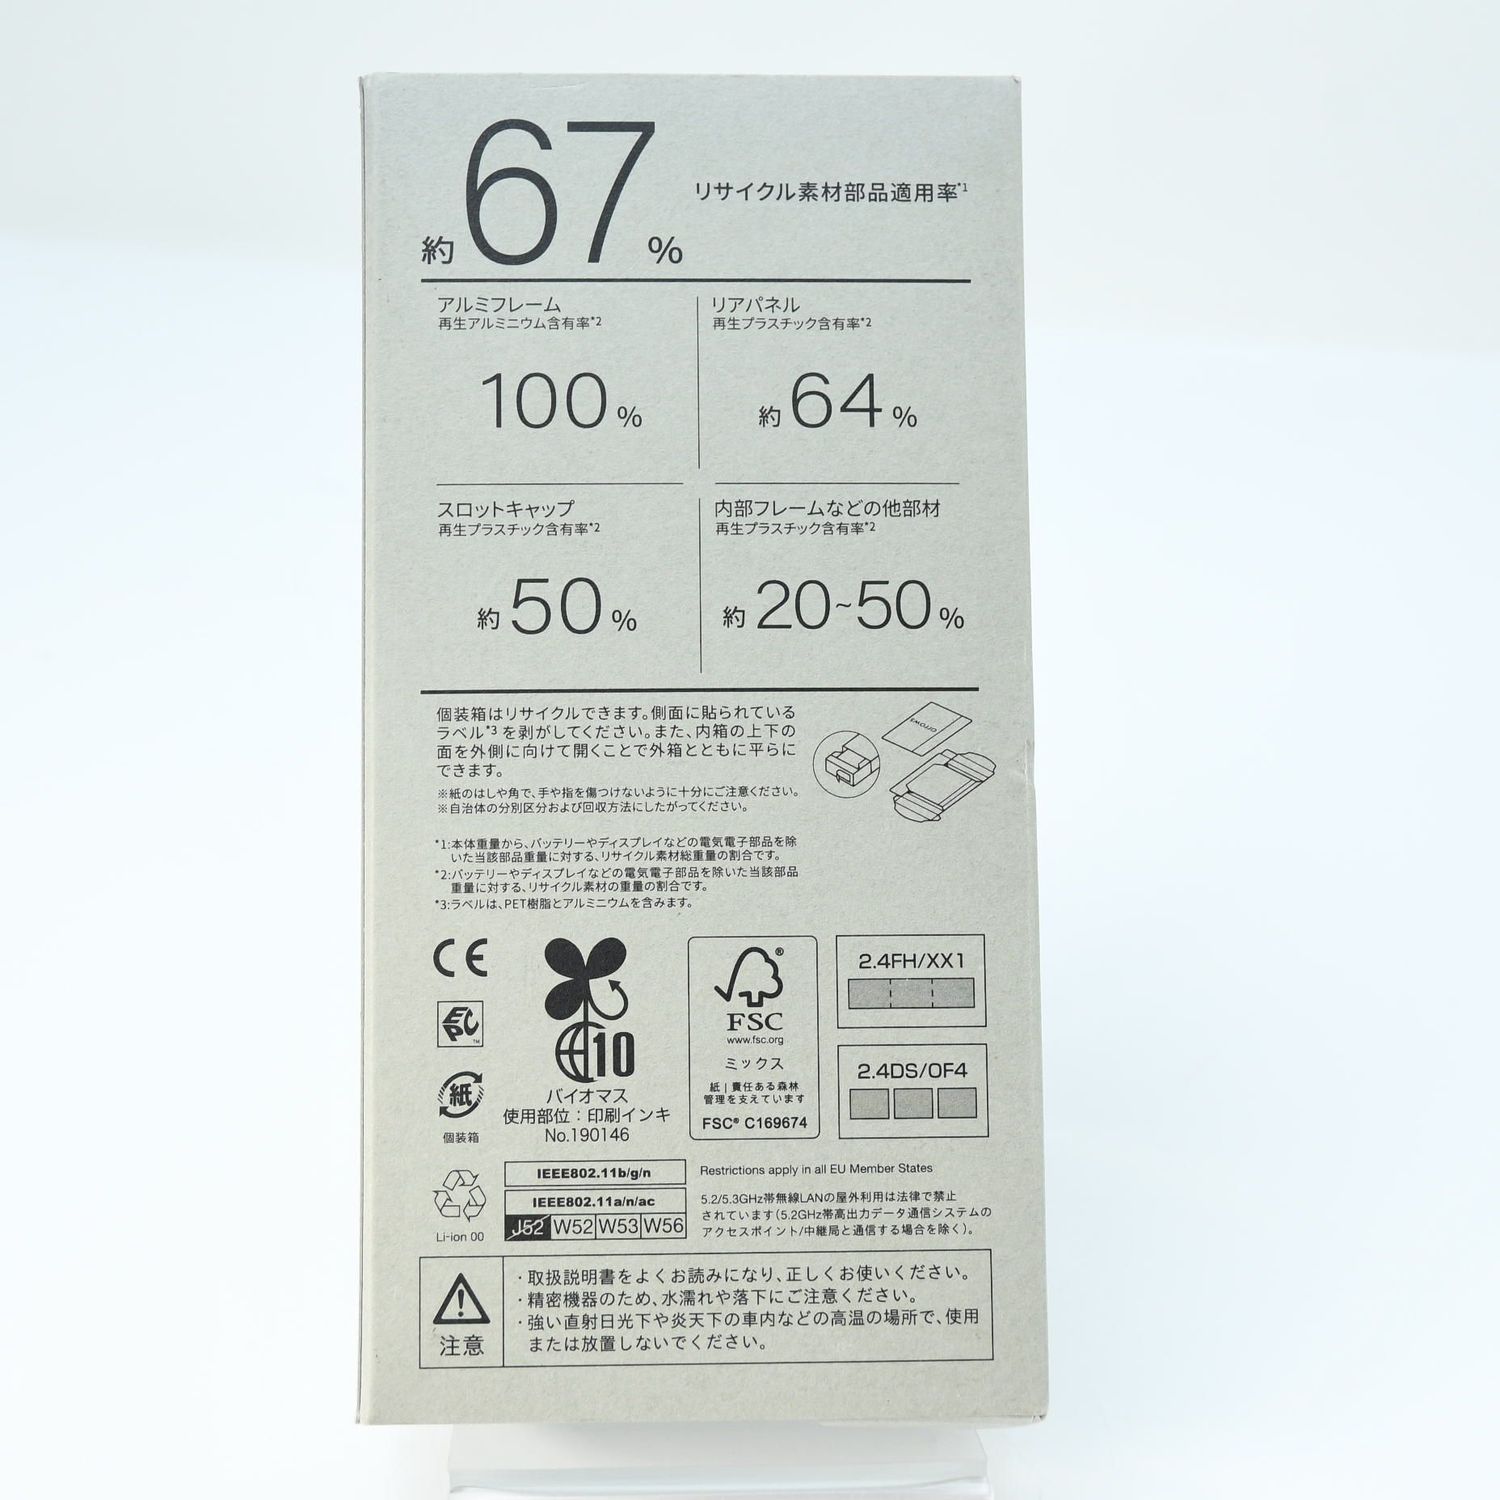 約67%
リサイクル素材部品適用率*1
アルミフレーム
再生アルミニウム含有率*2
100%
リアパネル
再生プラスチック含有率*2
約64%
スロットキャップ
再生プラスチック含有率*2
約50%
内部フレームなどの他部材
再生プラスチック含有率*2
約20~50%
個装箱はリサイクルできます。側面に貼られている
ラベル*3を剥がしてください。また、内箱の上下の
面を外側に向けて開くことで外箱とともに平らに
できます。
※紙のはしや角で、手や指を傷つけないように十分にご注意ください。
※自治体の分別区分および回収方法にしたがってください。
arrows
*1:本体重量から、バッテリーやディスプレイなどの電気電子部品を除
いた当該部品重量に対する、リサイクル素材総重量の割合です。
*2:バッテリーやディスプレイなどの電気電子部品を除いた当該部品
重量に対する、リサイクル素材の重量の割合です。
*3:ラベルは、PET樹脂とアルミニウムを含みます。
CE
EPC
TM
紙
個装箱
Li-ion 00
10
バイオマス
使用部位：印刷インキ
No.190146
®
FSC
www.fsc.org
ミックス
紙｜責任ある森林
管理を支えています
FSC® C169674
2.4FH/XX1
2.4DS/OF4
IEEE802.11b/g/n
IEEE802.11a/n/ac
J52 W52 W53 W56
Restrictions apply in all EU Member States
5.2/5.3GHz帯無線LANの屋外利用は法律で禁止
されています(5.2GHz帯高出力データ通信システムの
アクセスポイント/中継局と通信する場合を除く)。
注意
・取扱説明書をよくお読みになり、正しくお使いください。
・精密機器のため、水濡れや落下にご注意ください。
・強い直射日光下や炎天下の車内などの高温の場所で、使用
または放置しないでください。